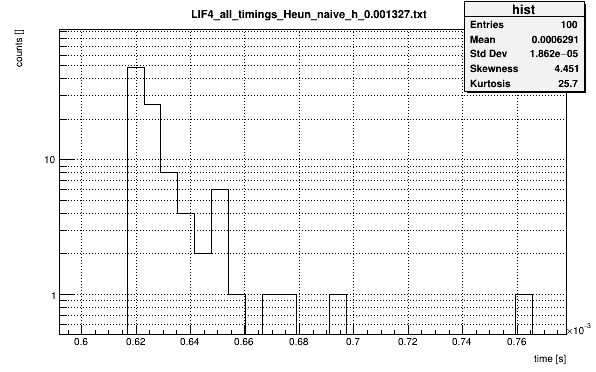 LIF4_all_timings_Heun_naive_h_0.001327.txt
hist
Entries 100
Mean 0.0006291
Std Dev 1.862e−05
Skewness 4.451
Kurtosis 25.7
counts []
10
1
0.6 0.62 0.64 0.66 0.68 0.7 0.72 0.74 0.76
×10⁻³
time [s]